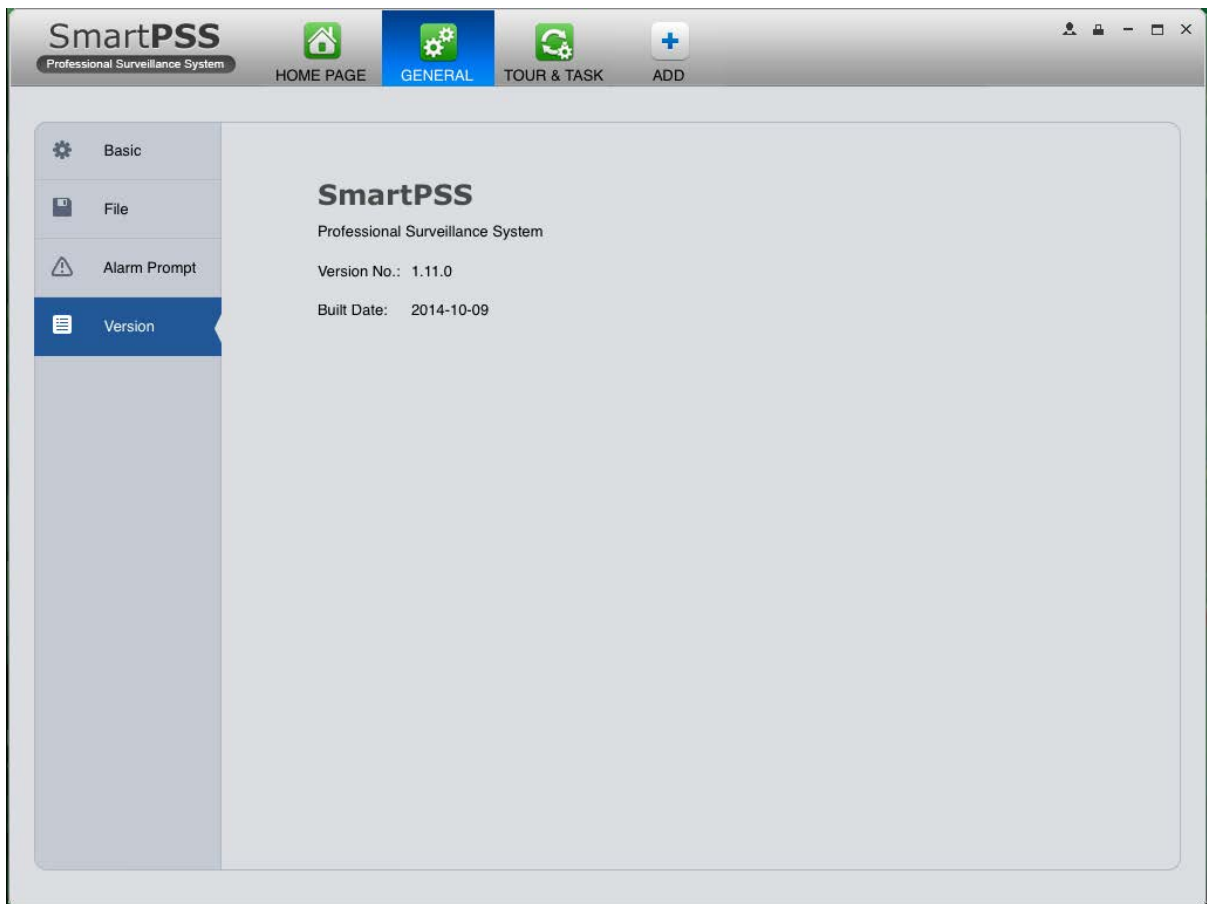 SmartPSS
Professional Surveillance System
HOME PAGE
GENERAL
TOUR & TASK
ADD
Basic
File
Alarm Prompt
Version
SmartPSS
Professional Surveillance System
Version No.: 1.11.0
Built Date: 2014-10-09